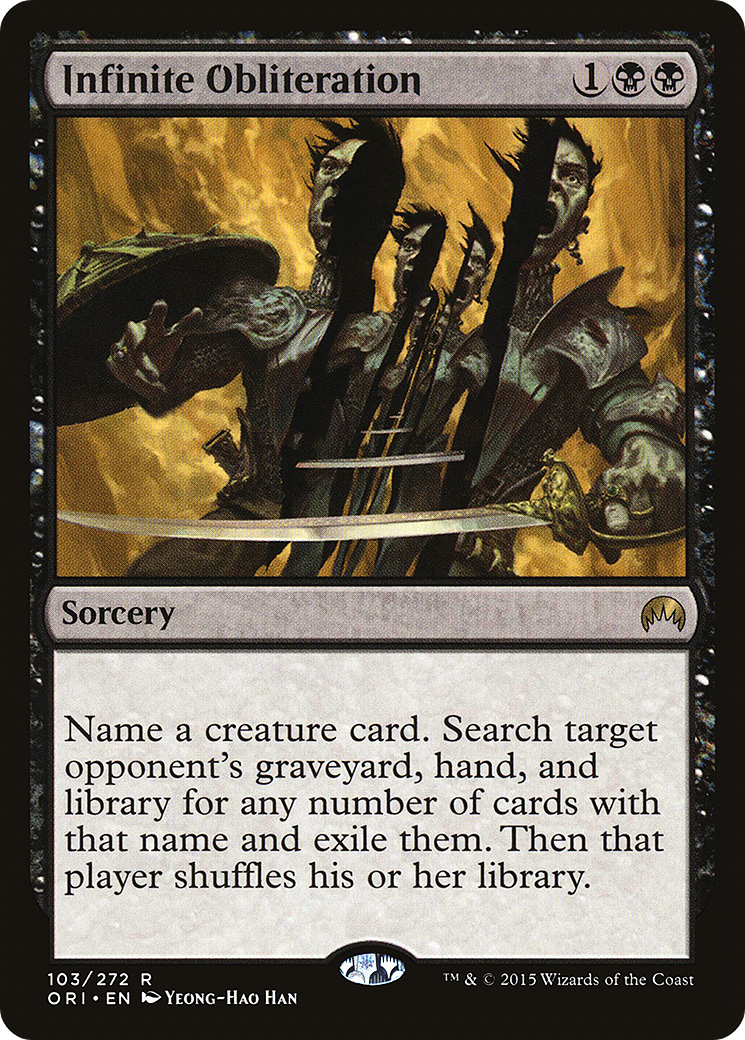 Infinite Obliteration 1
Sorcery
Name a creature card. Search target
opponent's graveyard, hand, and
library for any number of cards with
that name and exile them. Then that
player shuffles his or her library.
103/272 R
ORI • EN Yeong-Hao Han
™ & © 2015 Wizards of the Coast